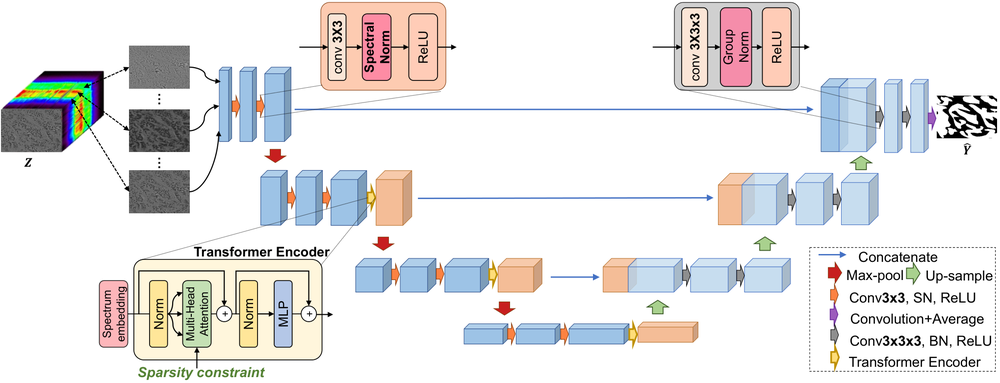 conv 3X3
Spectral
Norm
ReLU
conv 3X3x3
Group
Norm
ReLU
Z
⋮
⋮
Ŷ
Transformer Encoder
Spectrum
embedding
Norm
Multi-Head
Attention
+
Norm
MLP
+
Sparsity constraint
Concatenate
Max-pool
Up-sample
Conv3x3, SN, ReLU
Convolution+Average
Conv3x3x3, BN, ReLU
Transformer Encoder